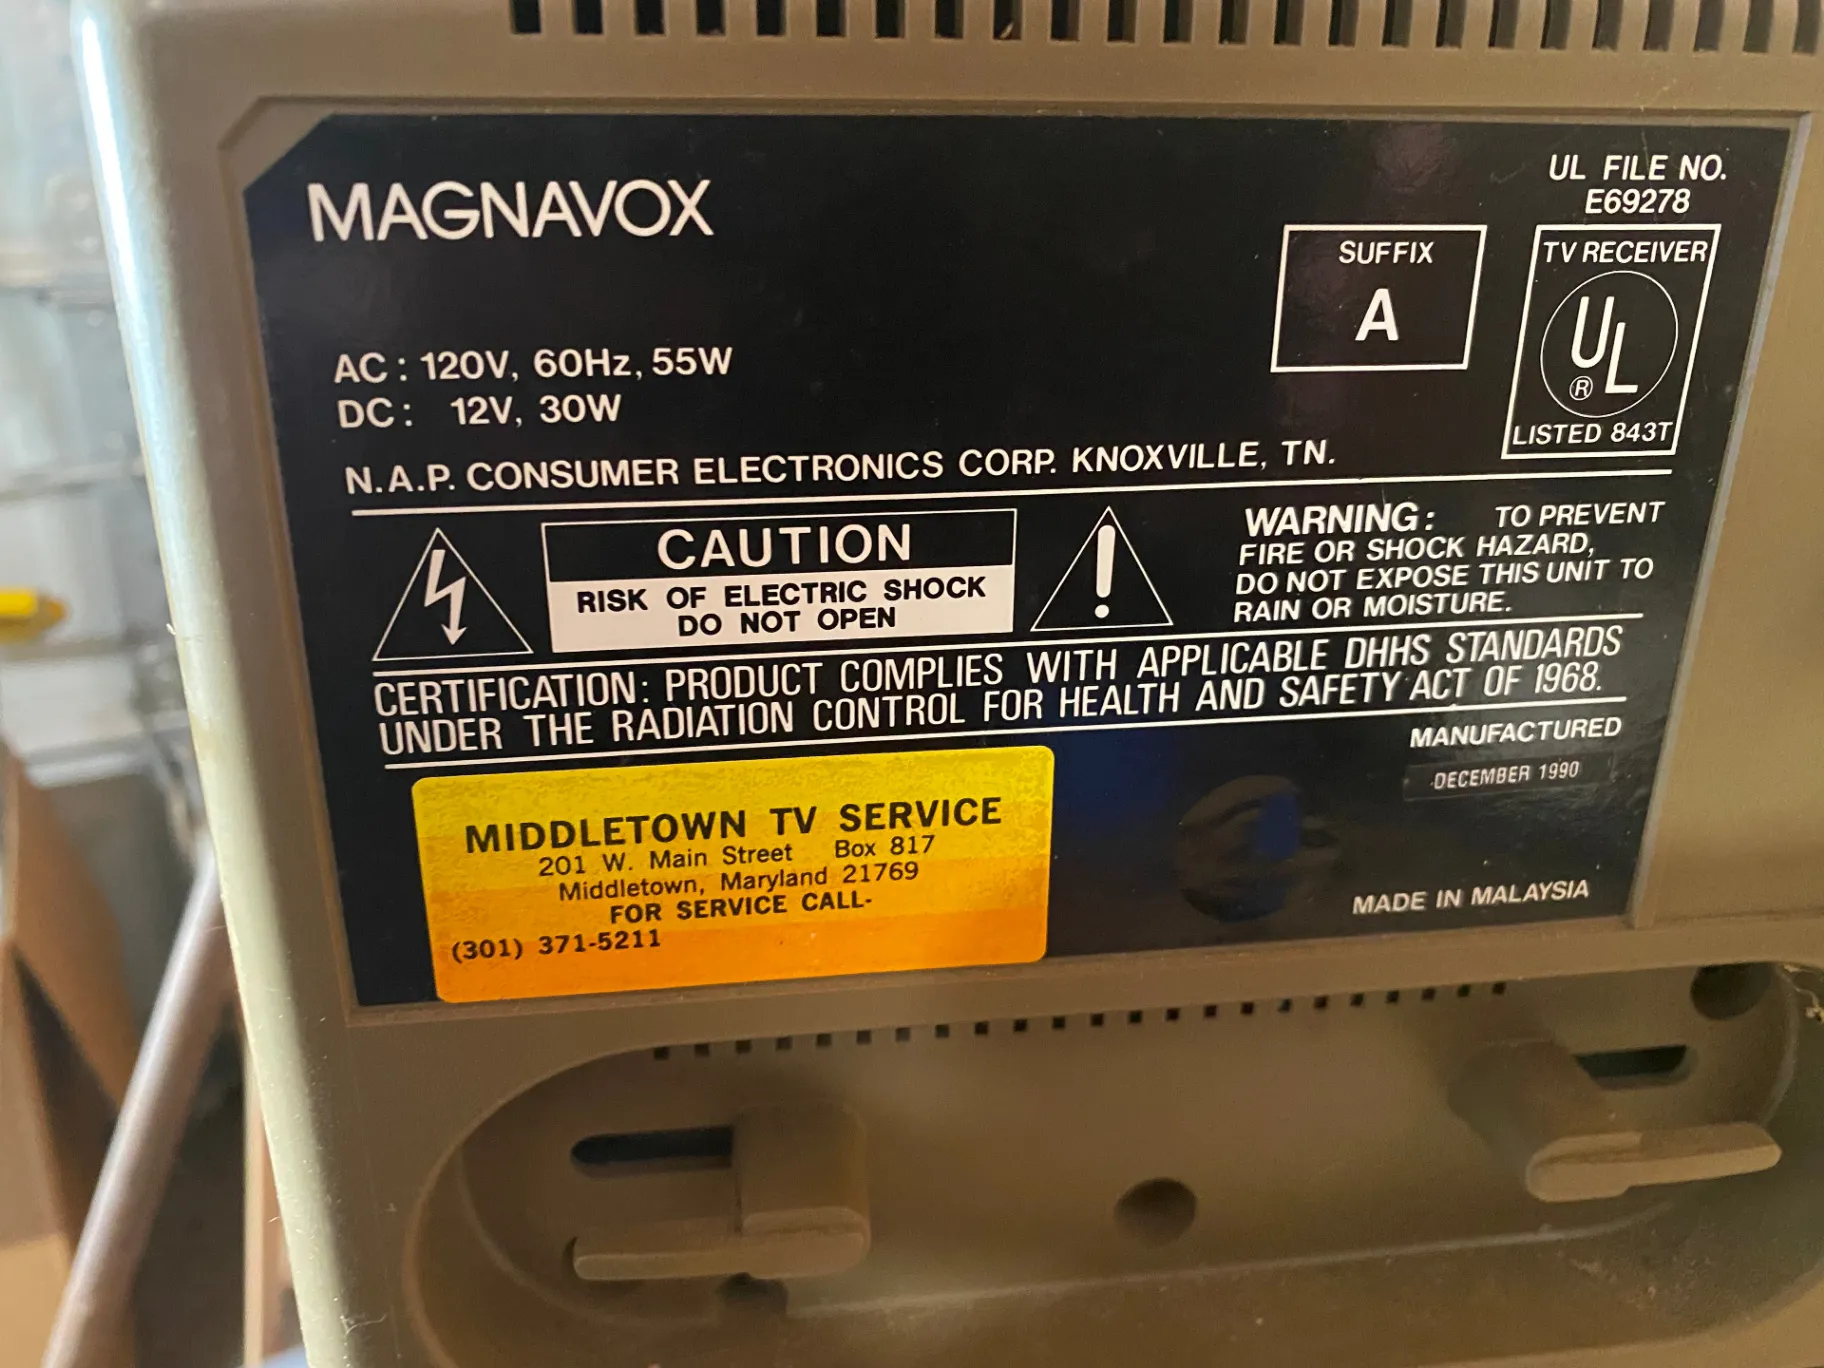 MAGNAVOX
UL FILE NO.
E69278
SUFFIX
A
TV RECEIVER
UL
®
LISTED 843T
AC: 120V, 60Hz, 55W
DC: 12V, 30W
N.A.P. CONSUMER ELECTRONICS CORP. KNOXVILLE, TN.
CAUTION
RISK OF ELECTRIC SHOCK
DO NOT OPEN
!
WARNING: TO PREVENT
FIRE OR SHOCK HAZARD,
DO NOT EXPOSE THIS UNIT TO
RAIN OR MOISTURE.
CERTIFICATION: PRODUCT COMPLIES WITH APPLICABLE DHHS STANDARDS
UNDER THE RADIATION CONTROL FOR HEALTH AND SAFETY ACT OF 1968.
MANUFACTURED
DECEMBER 1990
MIDDLETOWN TV SERVICE
201 W. Main Street Box 817
Middletown, Maryland 21769
FOR SERVICE CALL-
(301) 371-5211
MADE IN MALAYSIA